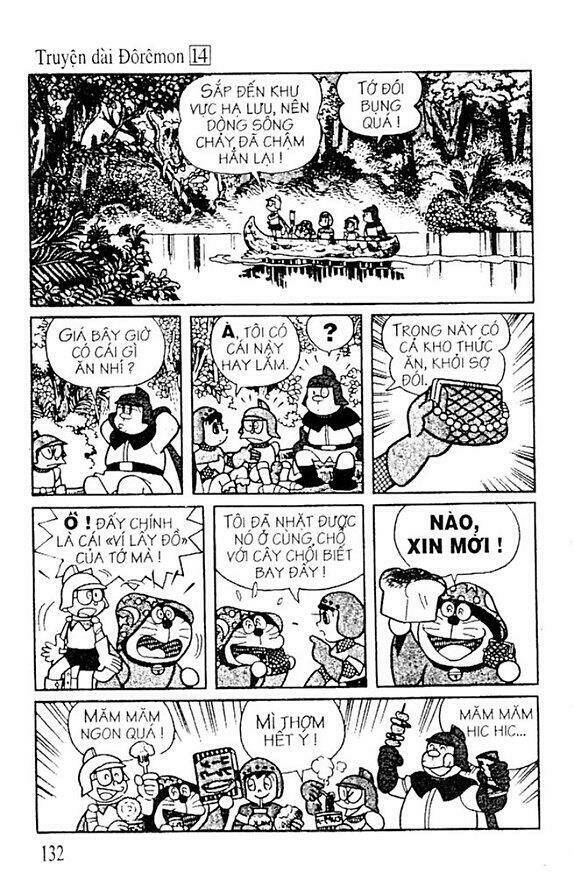 Truyện dài Đôrêmon 14
SẮP ĐẾN KHU
VỰC HẠ LƯU, NÊN
DÒNG SÔNG
CHẢY ĐÃ CHẬM
HẲN LẠI !
TỚ ĐÓI
BỤNG
QUÁ !
GIÁ BÂY GIỜ
CÓ CÁI GÌ
ĂN NHỈ ?
À, TÔI CÓ
CÁI NÀY
HAY LẮM.
?
TRONG NÀY CÓ
CẢ KHO THỨC
ĂN, KHỎI SỢ
ĐÓI.
Ồ ! ĐẤY CHÍNH
LÀ CÁI «VÍ LẤY ĐỒ»
CỦA TỚ MÀ !
TÔI ĐÃ NHẶT ĐƯỢC
NÓ Ở CÙNG CHỖ
VỚI CÂY CHỔI BIẾT
BAY ĐẤY !
NÀO,
XIN MỜI !
MĂM MĂM
NGON QUÁ !
MÌ THƠM
HẾT Ý !
MĂM MĂM
HIC HIC...
132